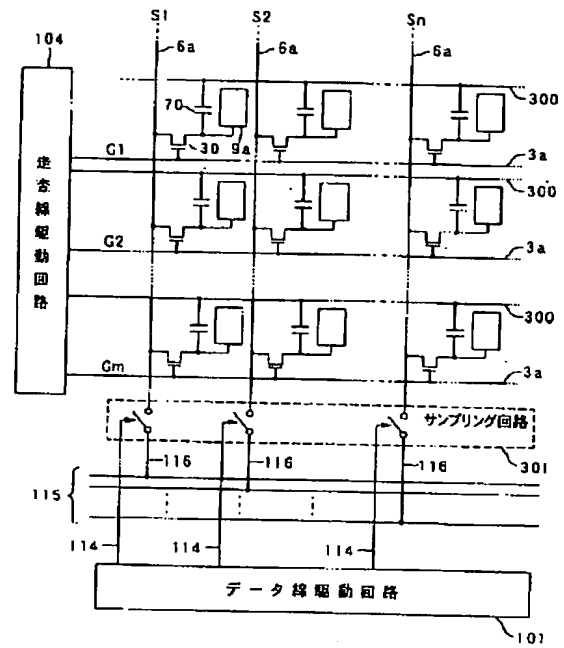 104
S1
S2
Sn
6a
6a
6a
300
70
30
9a
G1
3a
300
走査線駆動回路
G2
3a
300
Gm
3a
サンプリング回路
116
116
116
301
115
114
114
114
データ線駆動回路
101